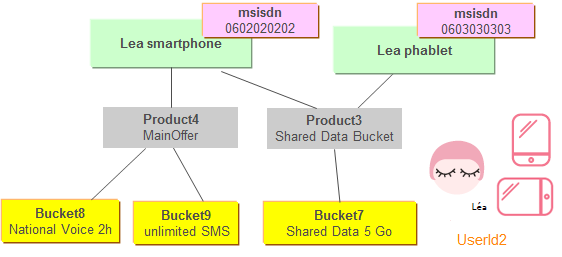 msisdn
0602020202
Lea smartphone
msisdn
0603030303
Lea phablet
Product4
MainOffer
Product3
Shared Data Bucket
Bucket8
National Voice 2h
Bucket9
unlimited SMS
Bucket7
Shared Data 5 Go
Léa
UserId2